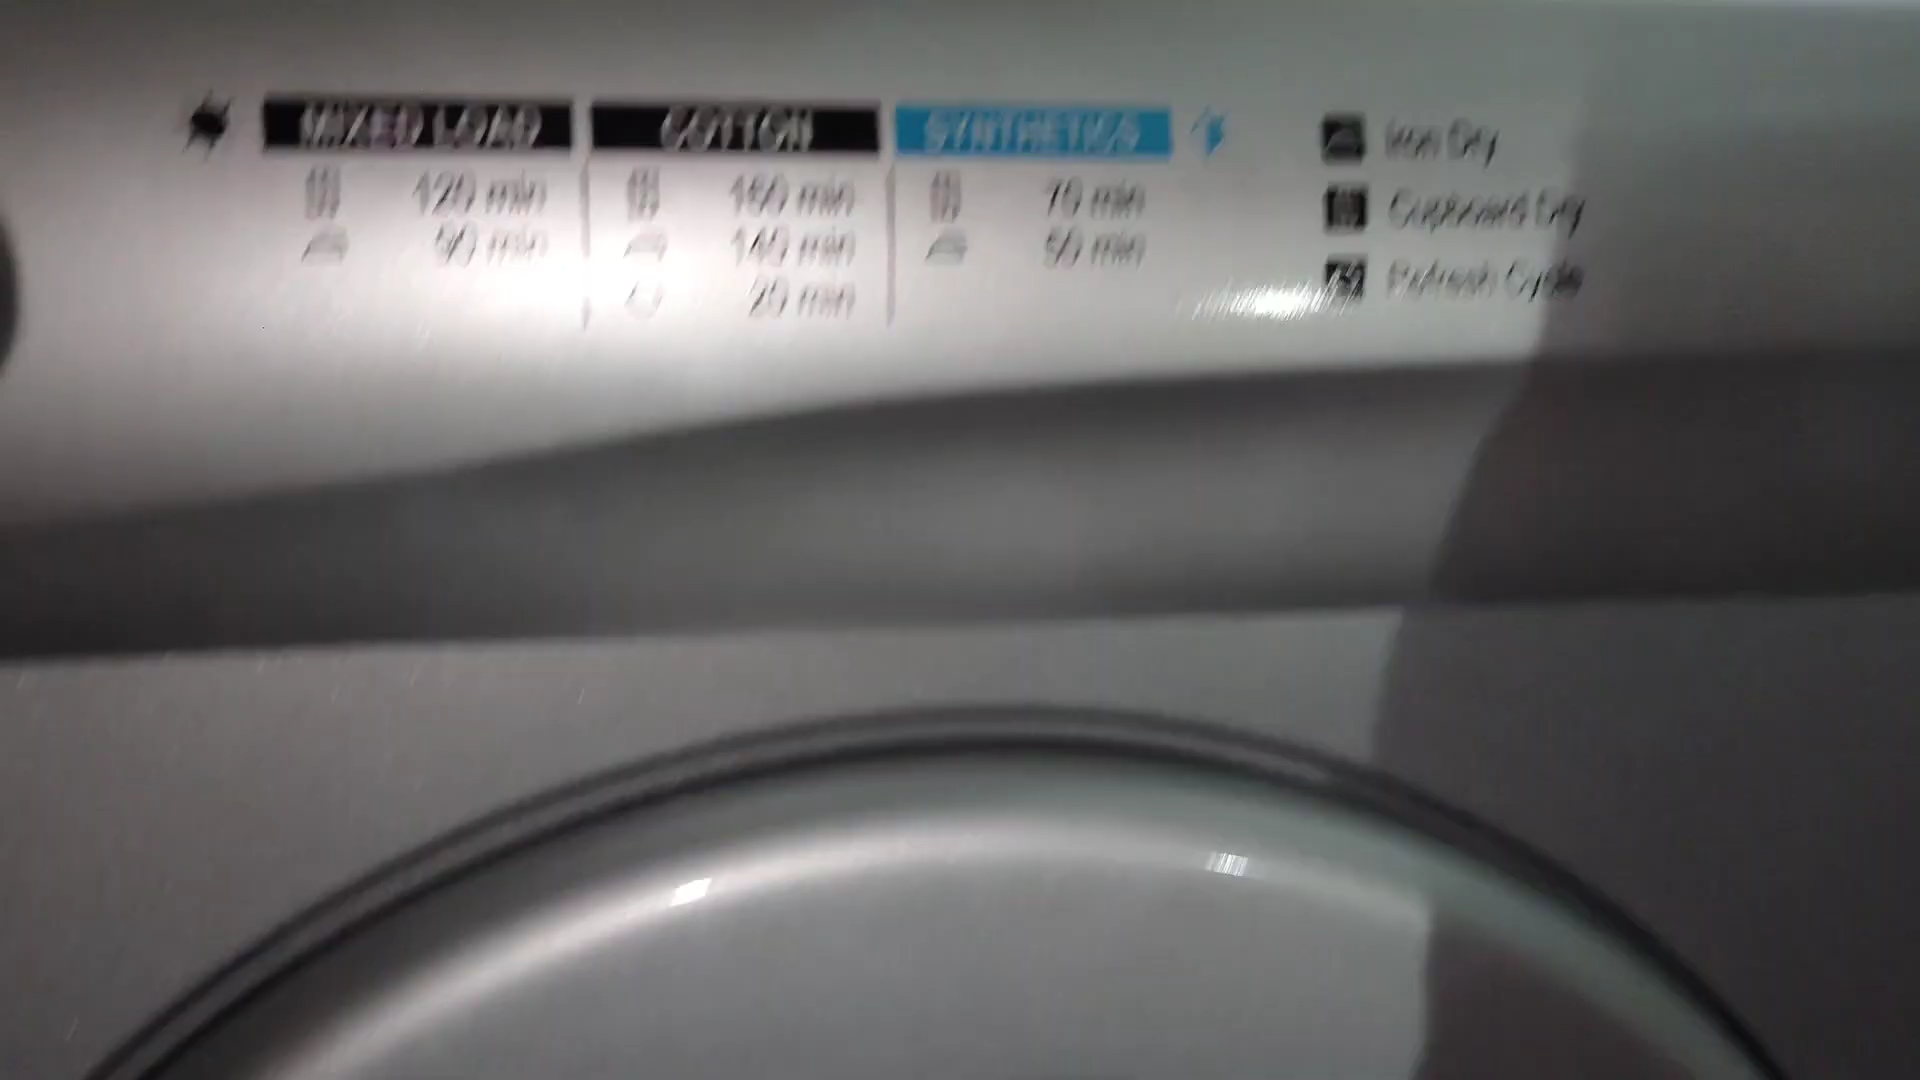 MIXED LOAD COTTON SYNTHETICS
120 min 160 min 70 min
90 min 140 min 50 min
20 min
Iron Dry
Cupboard Dry
Refresh Cycle